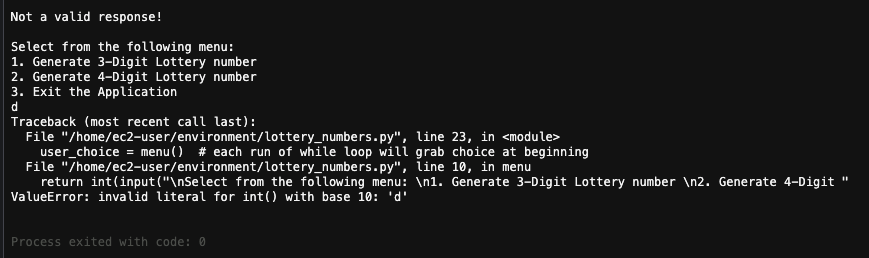 Not a valid response!
Select from the following menu:
1. Generate 3-Digit Lottery number
2. Generate 4-Digit Lottery number
3. Exit the Application
d
Traceback (most recent call last):
  File "/home/ec2-user/environment/lottery_numbers.py", line 23, in <module>
    user_choice = menu()  # each run of while loop will grab choice at beginning
  File "/home/ec2-user/environment/lottery_numbers.py", line 10, in menu
    return int(input("\nSelect from the following menu: \n1. Generate 3-Digit Lottery number \n2. Generate 4-Digit "
ValueError: invalid literal for int() with base 10: 'd'
Process exited with code: 0